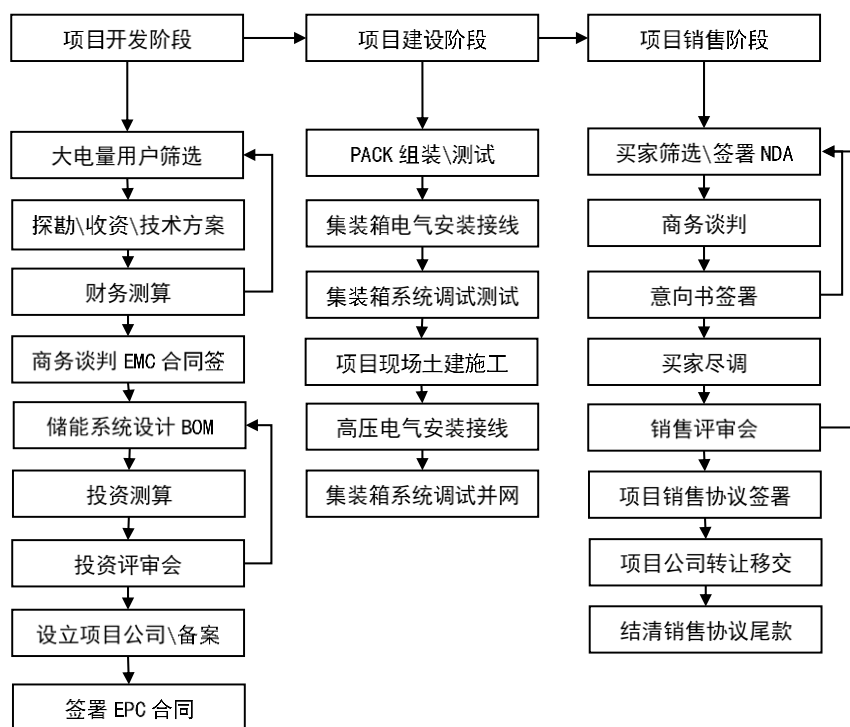 项目开发阶段
项目建设阶段
项目销售阶段
大电量用户筛选
探勘\收资\技术方案
财务测算
商务谈判 EMC 合同签
储能系统设计 BOM
投资测算
投资评审会
设立项目公司\备案
签署 EPC 合同
PACK 组装\测试
集装箱电气安装接线
集装箱系统调试测试
项目现场土建施工
高压电气安装接线
集装箱系统调试并网
买家筛选\签署 NDA
商务谈判
意向书签署
买家尽调
销售评审会
项目销售协议签署
项目公司转让移交
结清销售协议尾款